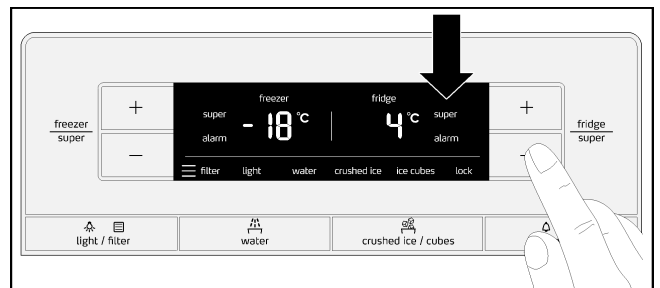 freezer
super
+
−
freezer
super
alarm
- 18 °C
fridge
4 °C
super
alarm
filter light water crushed ice ice cubes lock
+
−
fridge
super
light / filter
water
crushed ice / cubes